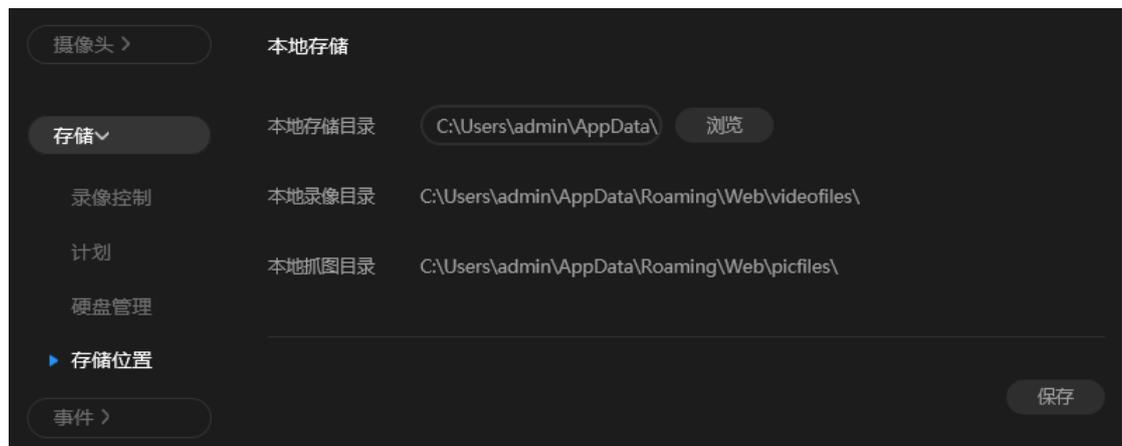 摄像头
本地存储
存储
本地存储目录 C:\Users\admin\AppData\ 浏览
录像控制
本地录像目录 C:\Users\admin\AppData\Roaming\Web\videofiles\
计划
本地抓图目录 C:\Users\admin\AppData\Roaming\Web\picfiles\
硬盘管理
存储位置
保存
事件